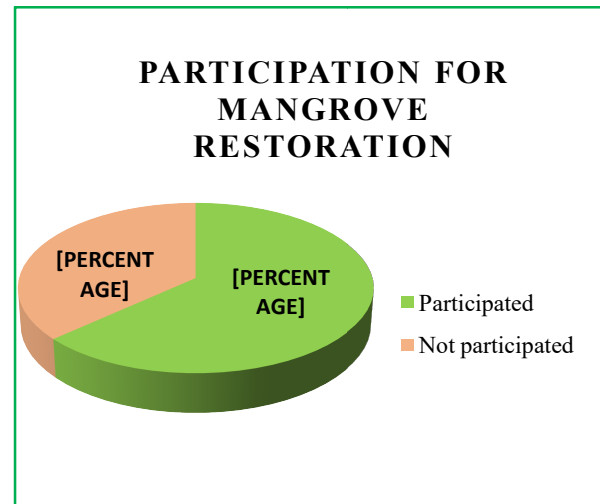 PARTICIPATION FOR
MANGROVE
RESTORATION
[PERCENT
AGE]
[PERCENT
AGE]
Participated
Not participated